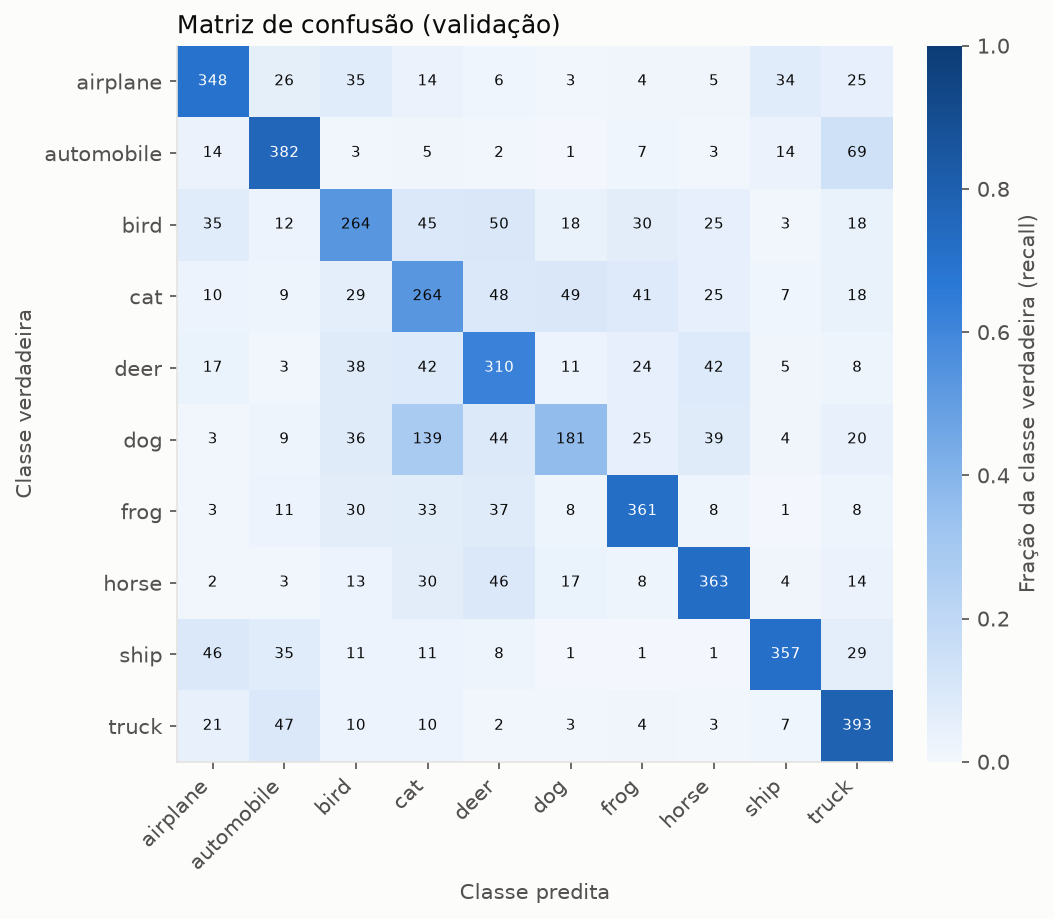 Matriz de confusão (validação)
airplane 348 26 35 14 6 3 4 5 34 25
automobile 14 382 3 5 2 1 7 3 14 69
bird 35 12 264 45 50 18 30 25 3 18
cat 10 9 29 264 48 49 41 25 7 18
deer 17 3 38 42 310 11 24 42 5 8
dog 3 9 36 139 44 181 25 39 4 20
frog 3 11 30 33 37 8 361 8 1 8
horse 2 3 13 30 46 17 8 363 4 14
ship 46 35 11 11 8 1 1 1 357 29
truck 21 47 10 10 2 3 4 3 7 393
airplane automobile bird cat deer dog frog horse ship truck
Classe predita
Classe verdadeira
1.0
0.8
0.6
0.4
0.2
0.0
Fração da classe verdadeira (recall)